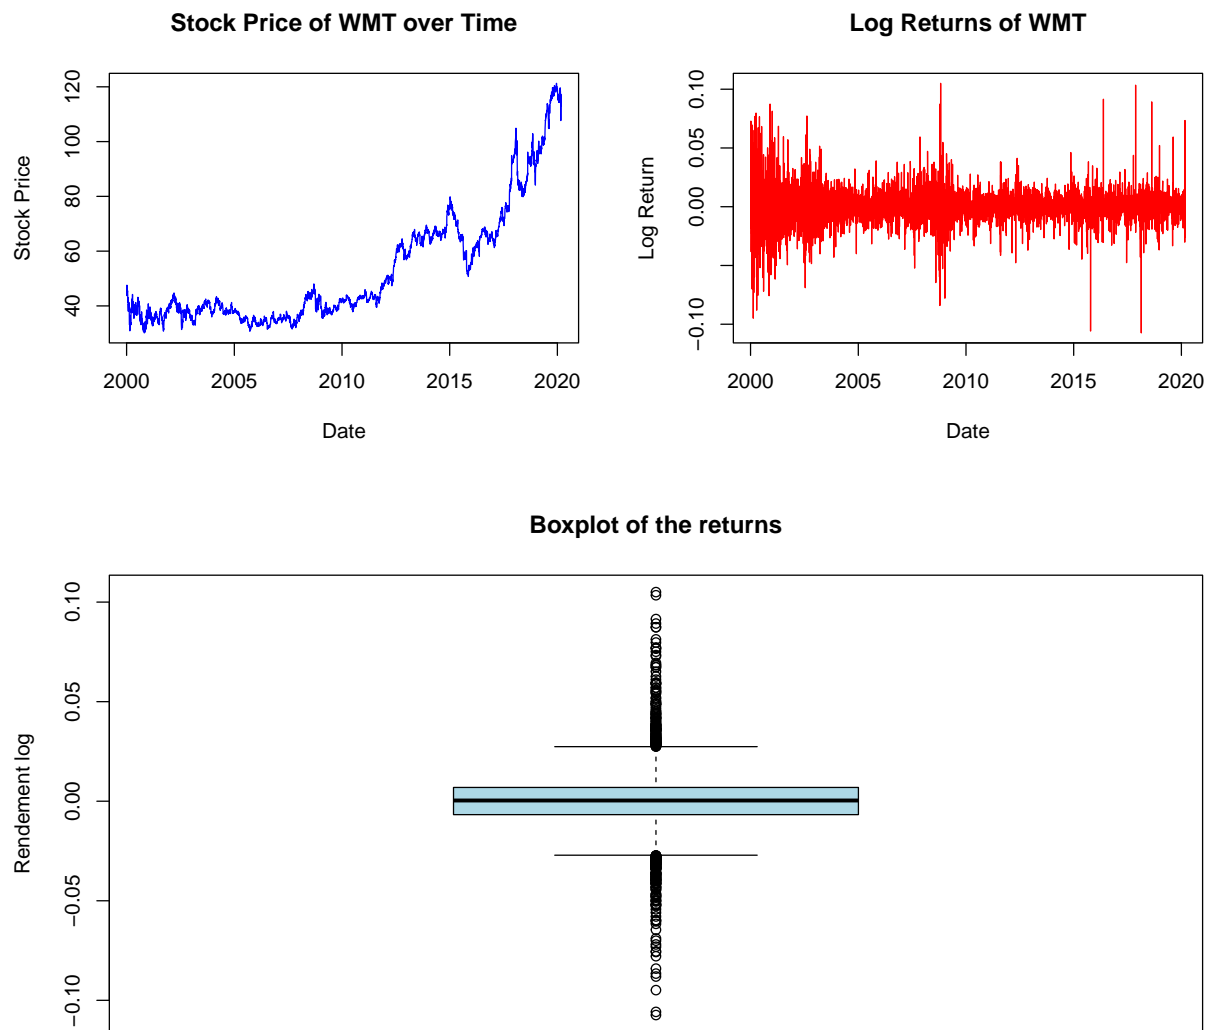 Stock Price of WMT over Time
Stock Price
120
100
80
60
40
2000 2005 2010 2015 2020
Date
Log Returns of WMT
Log Return
0.10
0.05
0.00
−0.10
2000 2005 2010 2015 2020
Date
Boxplot of the returns
Rendement log
0.10
0.05
0.00
−0.05
−0.10